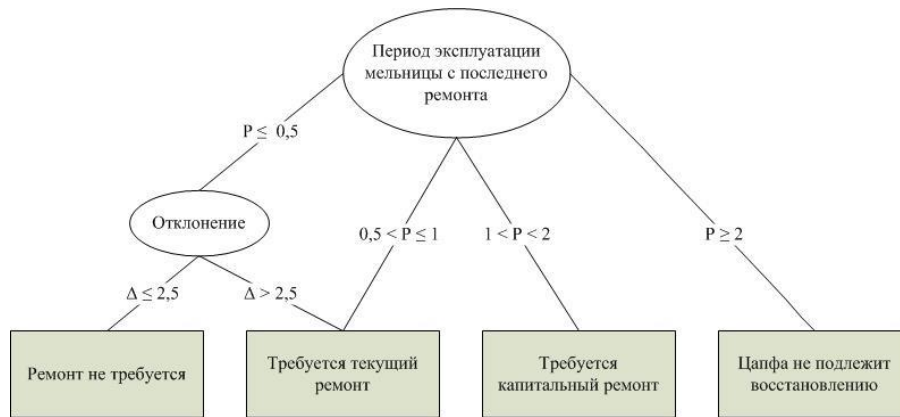 Период эксплуатации
мельницы с последнего
ремонта
P ≤ 0,5
Отклонение
0,5 < P ≤ 1
1 < P < 2
P ≥ 2
Δ ≤ 2,5
Δ > 2,5
Ремонт не требуется
Требуется текущий
ремонт
Требуется
капитальный ремонт
Цапфа не подлежит
восстановлению